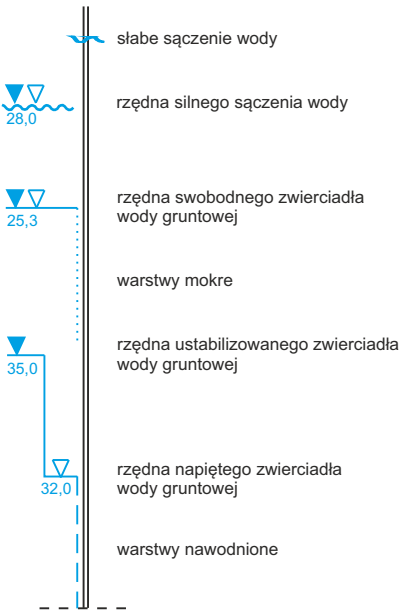 słabe sączenie wody
rzędna silnego sączenia wody
28,0
rzędna swobodnego zwierciadła
wody gruntowej
25,3
warstwy mokre
rzędna ustabilizowanego zwierciadła
wody gruntowej
35,0
rzędna napiętego zwierciadła
wody gruntowej
32,0
warstwy nawodnione